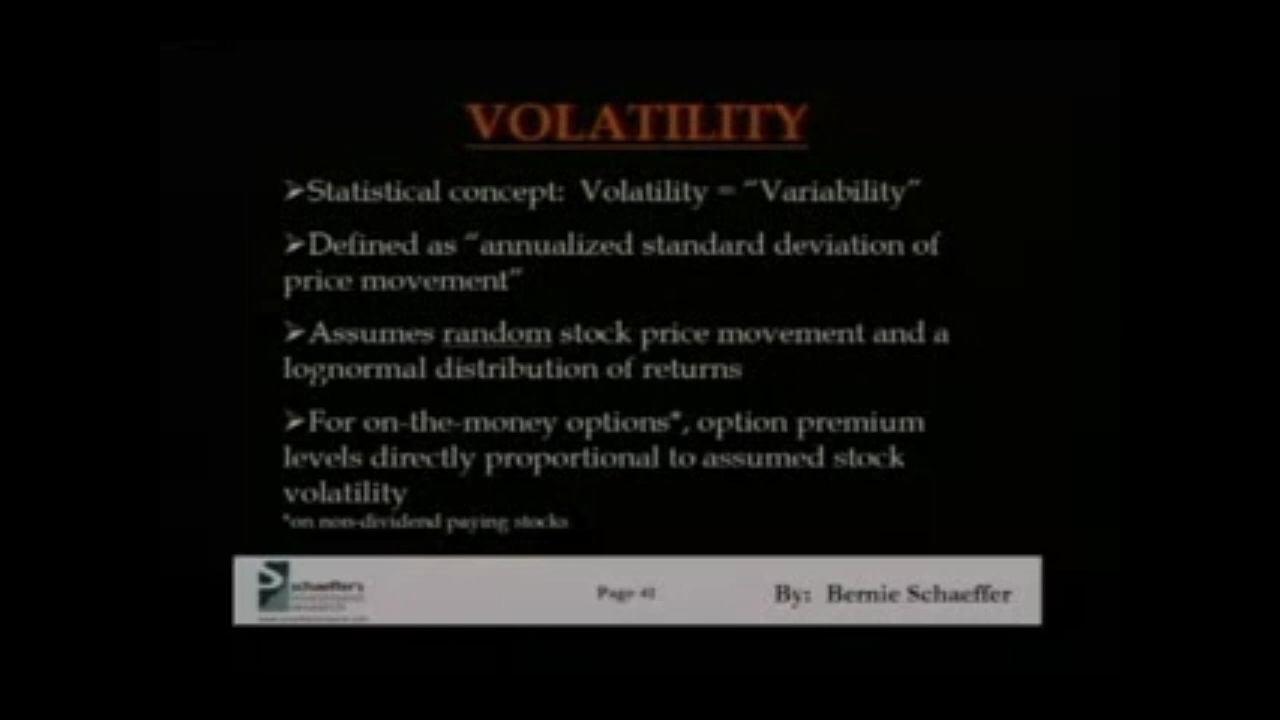 VOLATILITY
➢Statistical concept: Volatility = “Variability”
➢Defined as “annualized standard deviation of
price movement”
➢Assumes random stock price movement and a
lognormal distribution of returns
➢For on-the-money options*, option premium
levels directly proportional to assumed stock
volatility
*on non-dividend paying stocks
schaeffer's
Page 41
By: Bernie Schaeffer